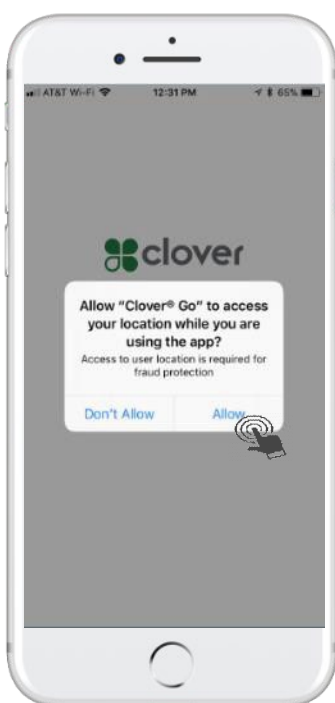 AT&T Wi-Fi 12:31 PM 65%
clover
Allow “Clover® Go” to access
your location while you are
using the app?
Access to user location is required for
fraud protection
Don't Allow Allow